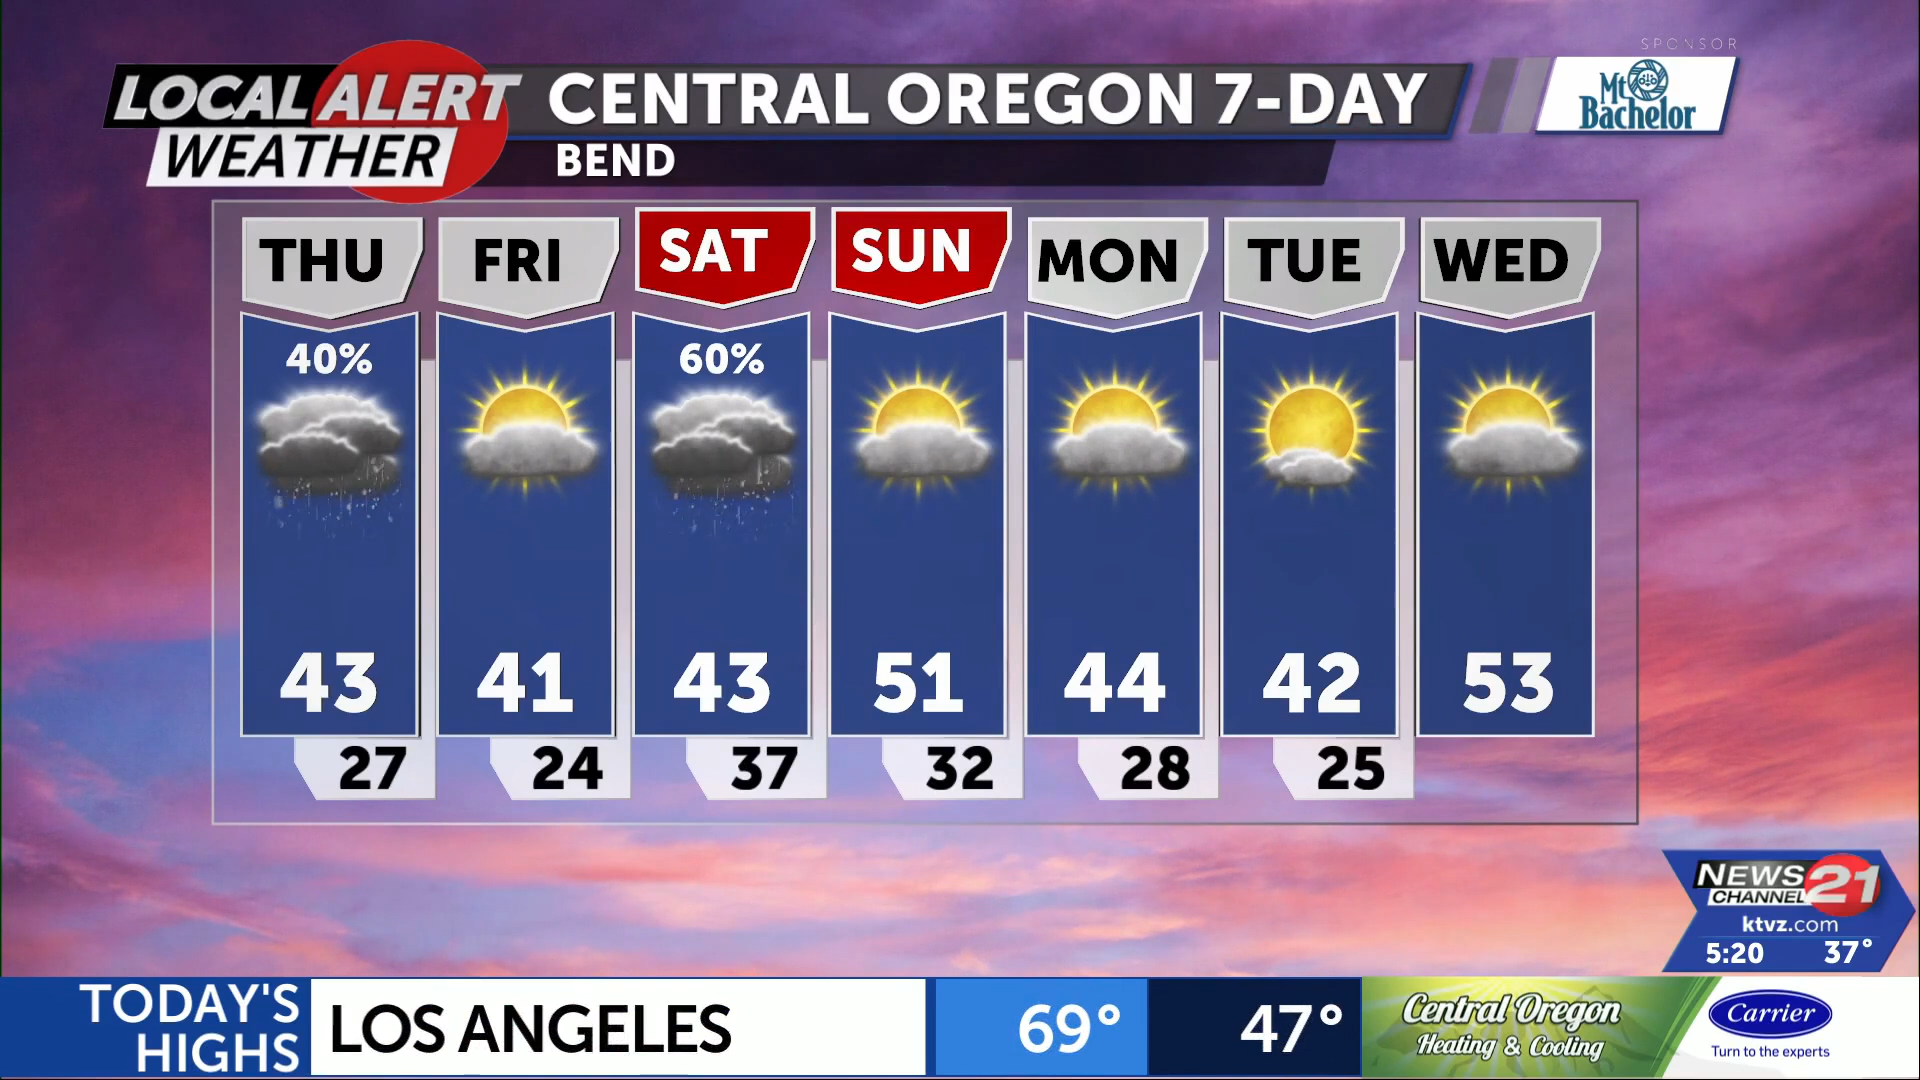 SPONSOR
LOCAL ALERT
WEATHER
CENTRAL OREGON 7-DAY
BEND
Mt
Bachelor
THU FRI SAT SUN MON TUE WED
40% 60%
43 41 43 51 44 42 53
27 24 37 32 28 25
NEWS
CHANNEL 21
ktvz.com
5:20 37°
TODAY'S
HIGHS
LOS ANGELES 69° 47°
Central Oregon
Heating & Cooling
Carrier
Turn to the experts